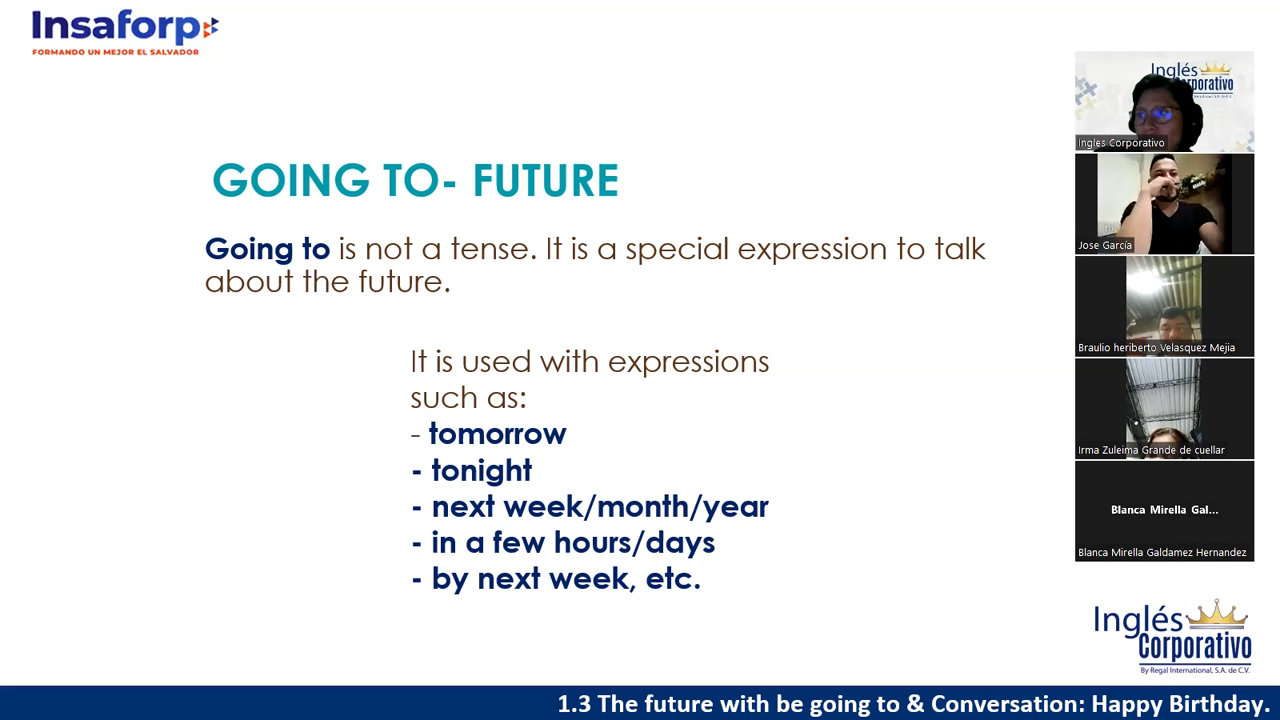 Insaforp
FORMANDO UN MEJOR EL SALVADOR
GOING TO- FUTURE
Going to is not a tense. It is a special expression to talk
about the future.
It is used with expressions
such as:
- tomorrow
- tonight
- next week/month/year
- in a few hours/days
- by next week, etc.
Inglés
Corporativo
Ingles Corporativo
Jose García
Braulio heriberto Velasquez Mejia
Irma Zuleima Grande de cuellar
Blanca Mirella Gal...
Blanca Mirella Galdamez Hernandez
Inglés
Corporativo
By Regal International, S.A. de C.V.
1.3 The future with be going to & Conversation: Happy Birthday.